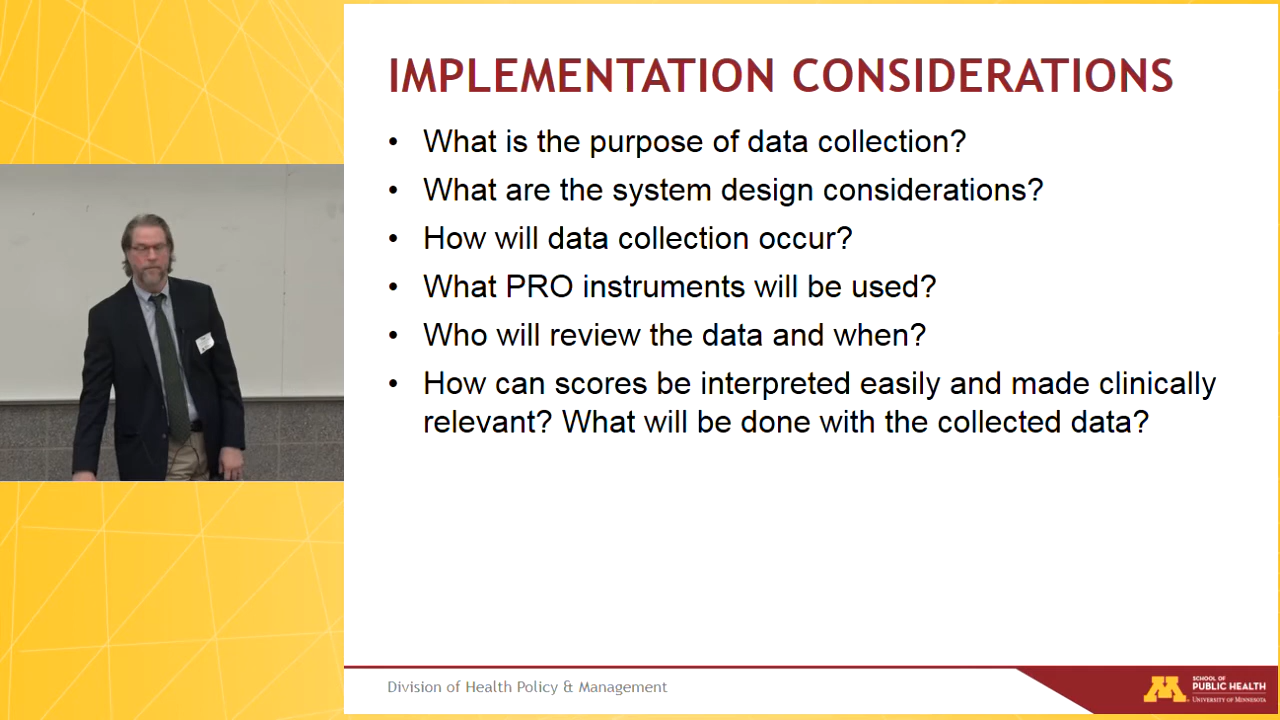 IMPLEMENTATION CONSIDERATIONS
• What is the purpose of data collection?
• What are the system design considerations?
• How will data collection occur?
• What PRO instruments will be used?
• Who will review the data and when?
• How can scores be interpreted easily and made clinically
relevant? What will be done with the collected data?
Division of Health Policy & Management
M
SCHOOL OF
PUBLIC HEALTH
UNIVERSITY OF MINNESOTA